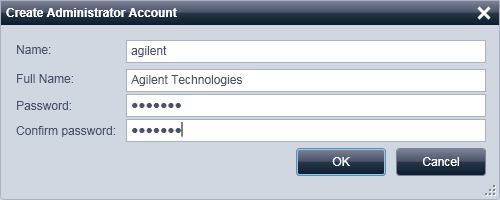 Create Administrator Account
Name: agilent
Full Name: Agilent Technologies
Password: ●●●●●●●
Confirm password: ●●●●●●●
OK Cancel